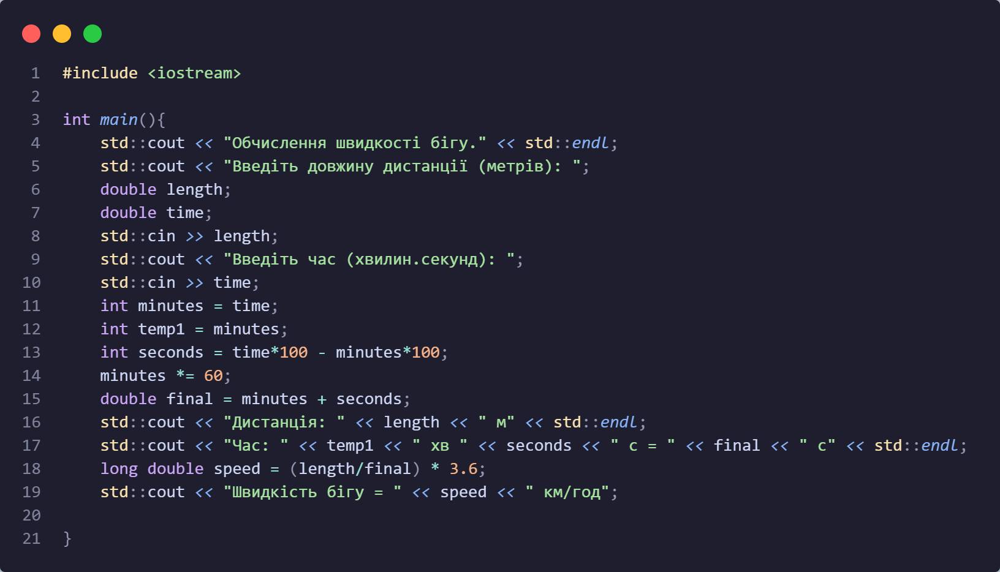 1 #include <iostream>
2
3 int main(){
4     std::cout << "Обчислення швидкості бігу." << std::endl;
5     std::cout << "Введіть довжину дистанції (метрів): ";
6     double length;
7     double time;
8     std::cin >> length;
9     std::cout << "Введіть час (хвилин.секунд): ";
10     std::cin >> time;
11     int minutes = time;
12     int temp1 = minutes;
13     int seconds = time*100 - minutes*100;
14     minutes *= 60;
15     double final = minutes + seconds;
16     std::cout << "Дистанція: " << length << " м" << std::endl;
17     std::cout << "Час: " << temp1 << " хв " << seconds << " с = " << final << " с" << std::endl;
18     long double speed = (length/final) * 3.6;
19     std::cout << "Швидкість бігу = " << speed << " км/год";
20
21 }